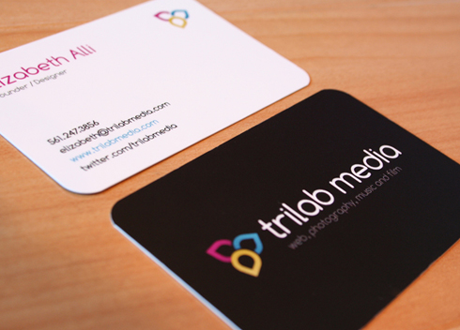 lizabeth Alli
ounder / Designer
561.247.3856
elizabeth@trilabmedia.com
www.trilabmedia.com
twitter.com/trilabmedia
trilab media
web, photography, music and film